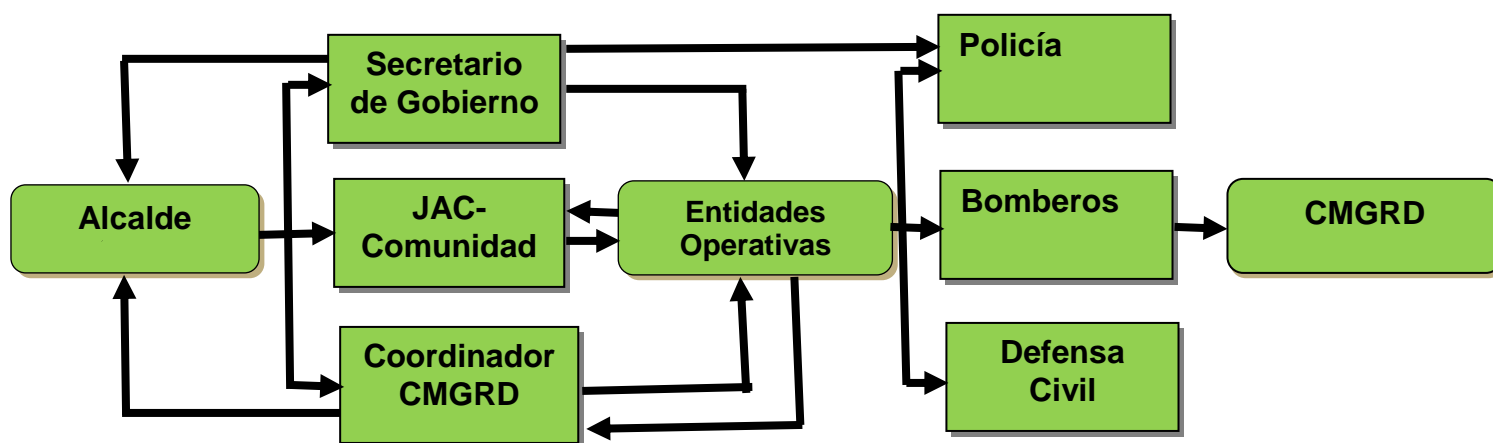 Secretario
de Gobierno
Policía
Alcalde
JAC-
Comunidad
Entidades
Operativas
Bomberos
CMGRD
Coordinador
CMGRD
Defensa
Civil